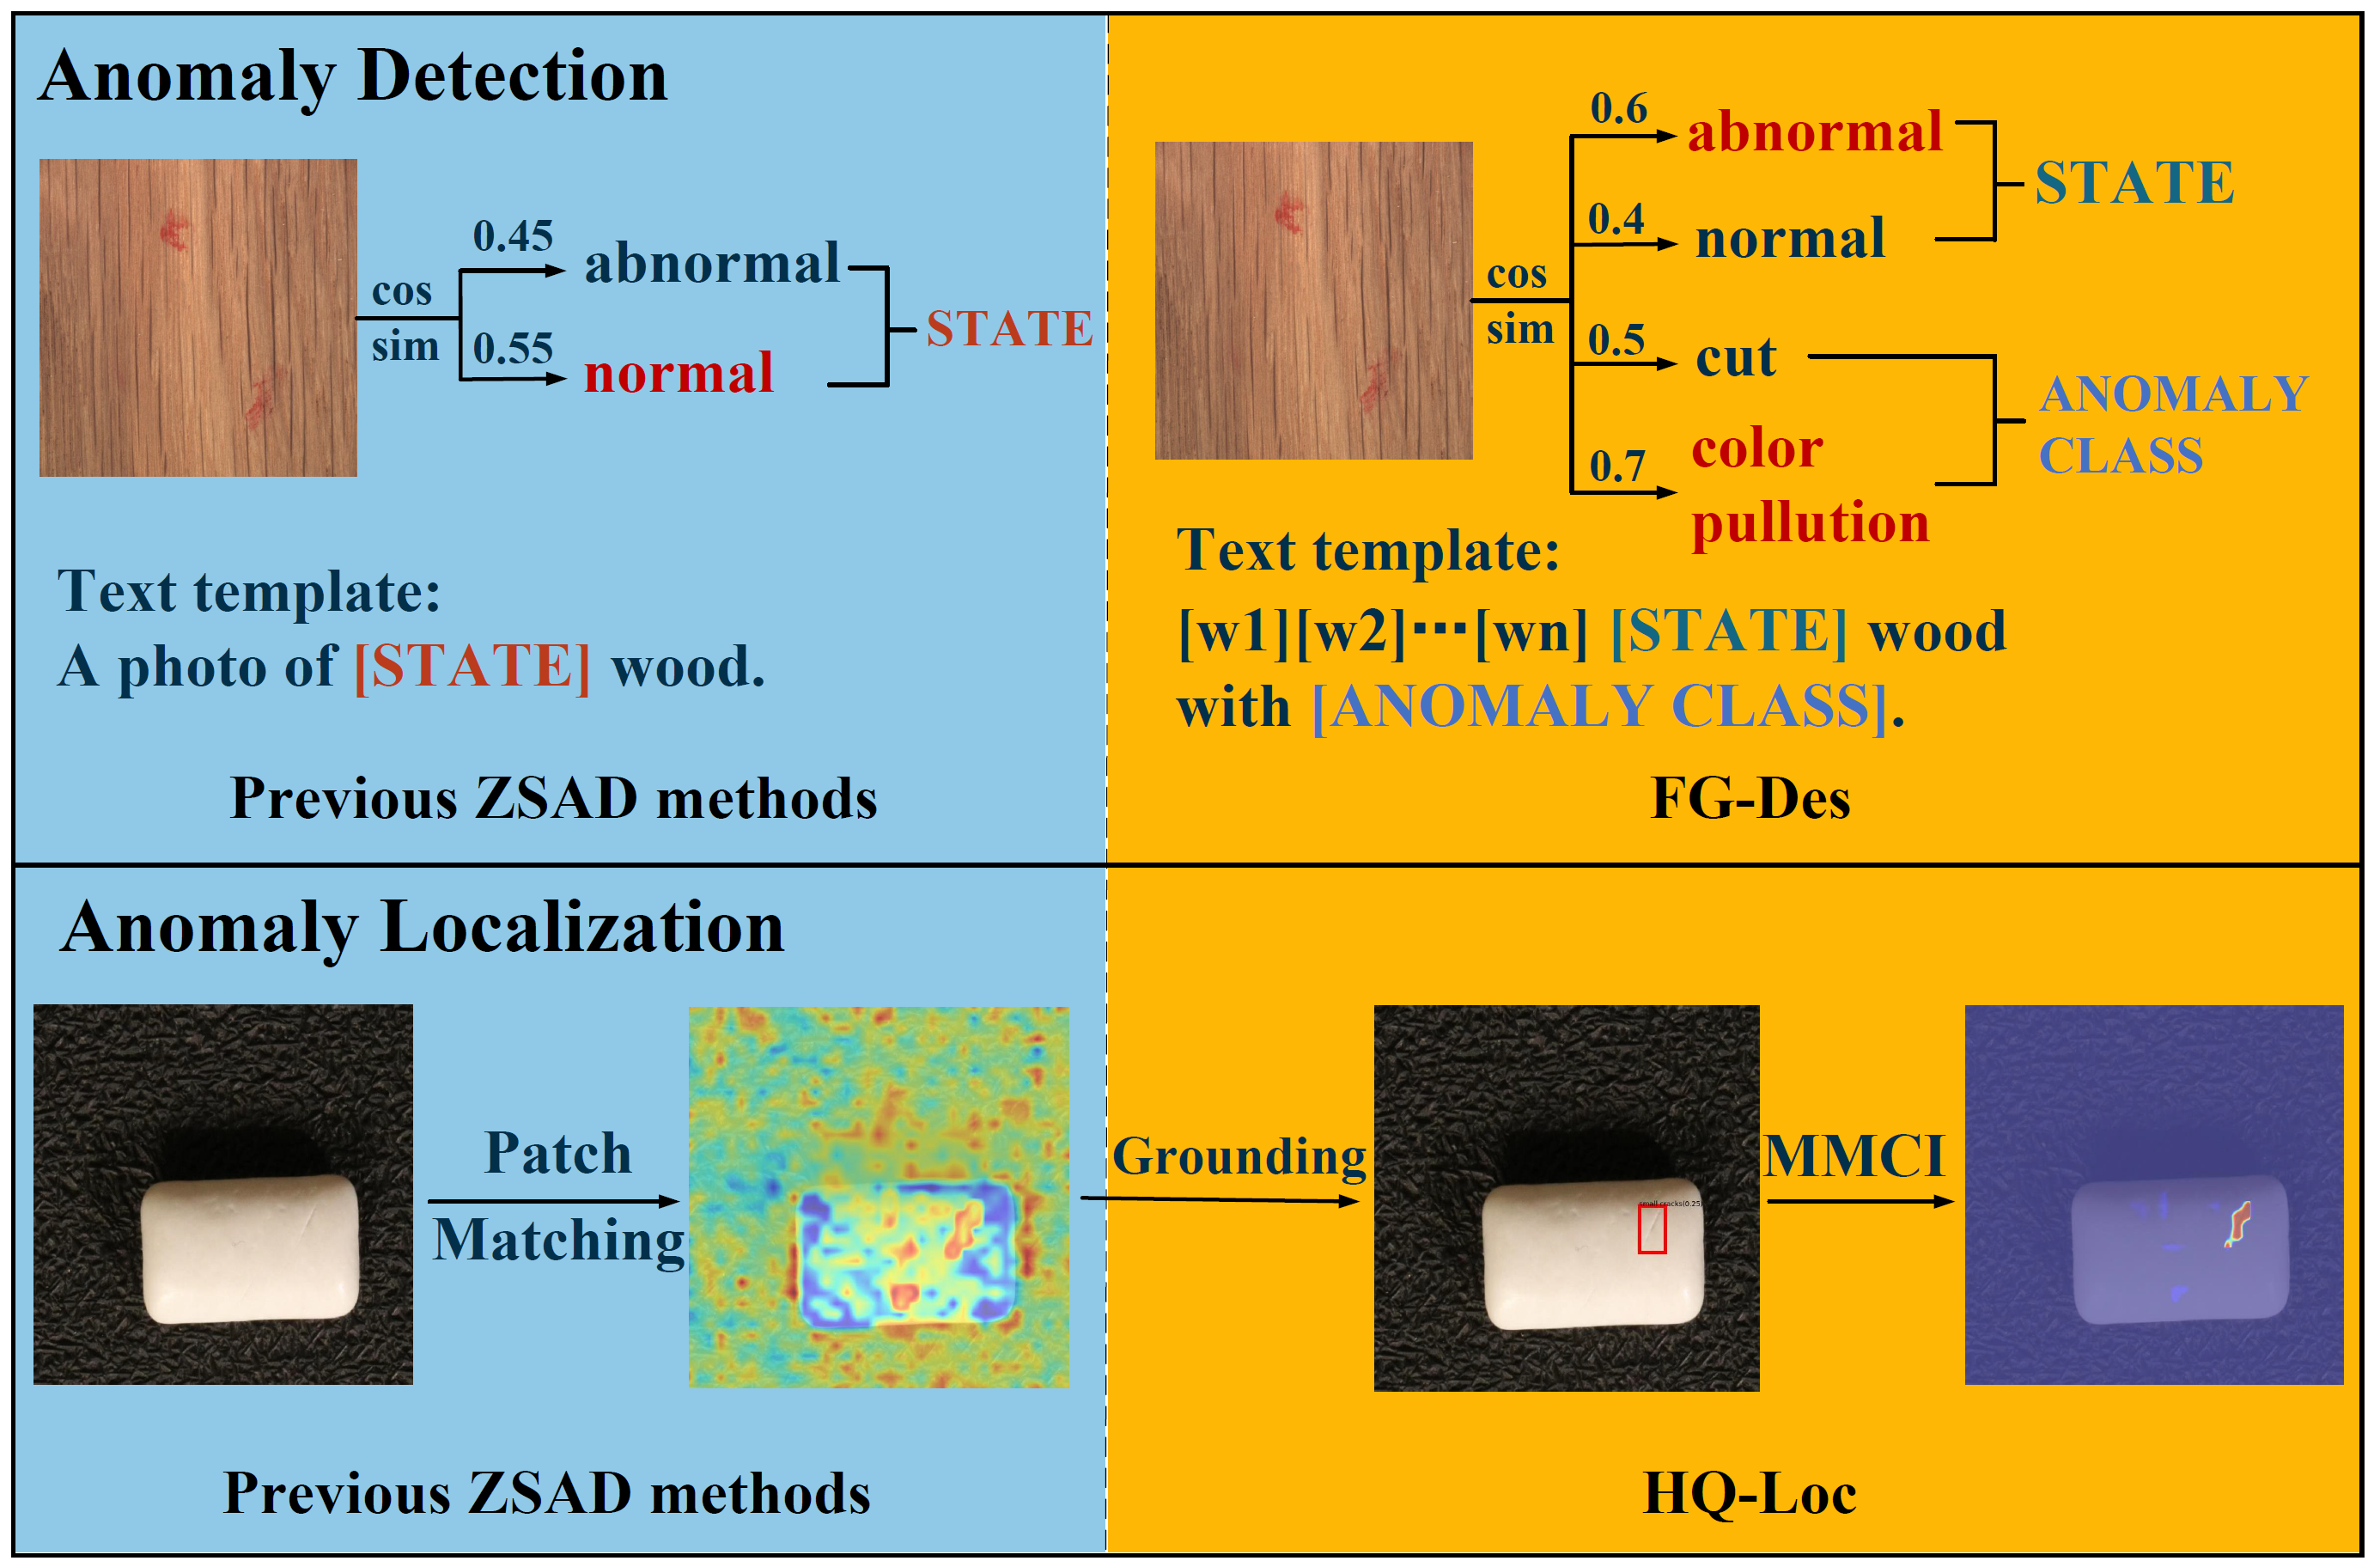 Anomaly Detection
cos
sim
0.45
abnormal
0.55
normal
STATE
Text template:
A photo of [STATE] wood.
Previous ZSAD methods
cos
sim
0.6
abnormal
0.4
normal
STATE
0.5
cut
0.7
color
pullution
ANOMALY
CLASS
Text template:
[w1][w2]···[wn] [STATE] wood
with [ANOMALY CLASS].
FG-Des
Anomaly Localization
Patch
Matching
Previous ZSAD methods
Grounding
small cracks(0.25)
MMCI
HQ-Loc